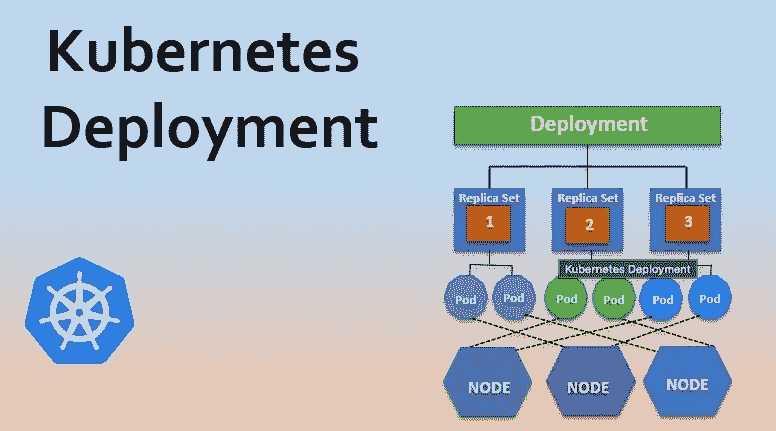 Kubernetes
Deployment
Deployment
Replica Set Replica Set Replica Set
1 2 3
Kubernetes Deployment
Pod Pod Pod Pod Pod Pod
NODE NODE NODE